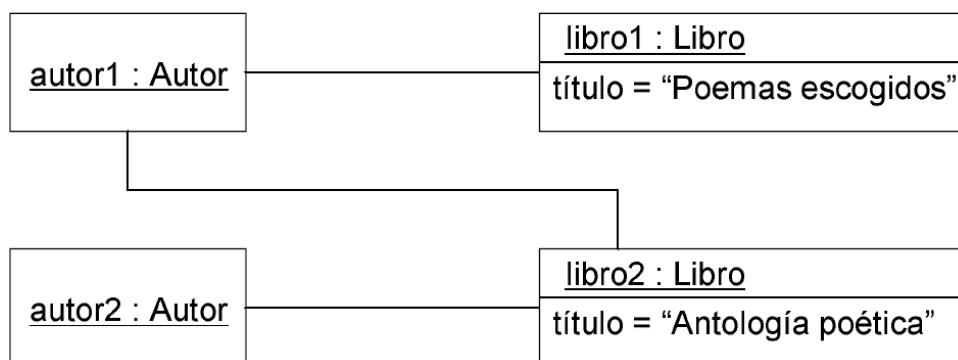 autor1 : Autor
libro1 : Libro
título = “Poemas escogidos”
autor2 : Autor
libro2 : Libro
título = “Antología poética”